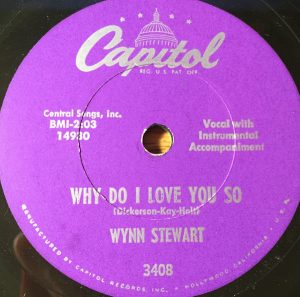 Capitol
REG. U.S. PAT. OFF.
Central Songs, Inc.
BMI-2:03
14930
Vocal with
Instrumental
Accompaniment
WHY DO I LOVE YOU SO
(Dickerson-Kay-Holt)
WYNN STEWART
3408
MANUFACTURED BY CAPITOL RECORDS, INC. • HOLLYWOOD, CALIFORNIA • U.S.A.